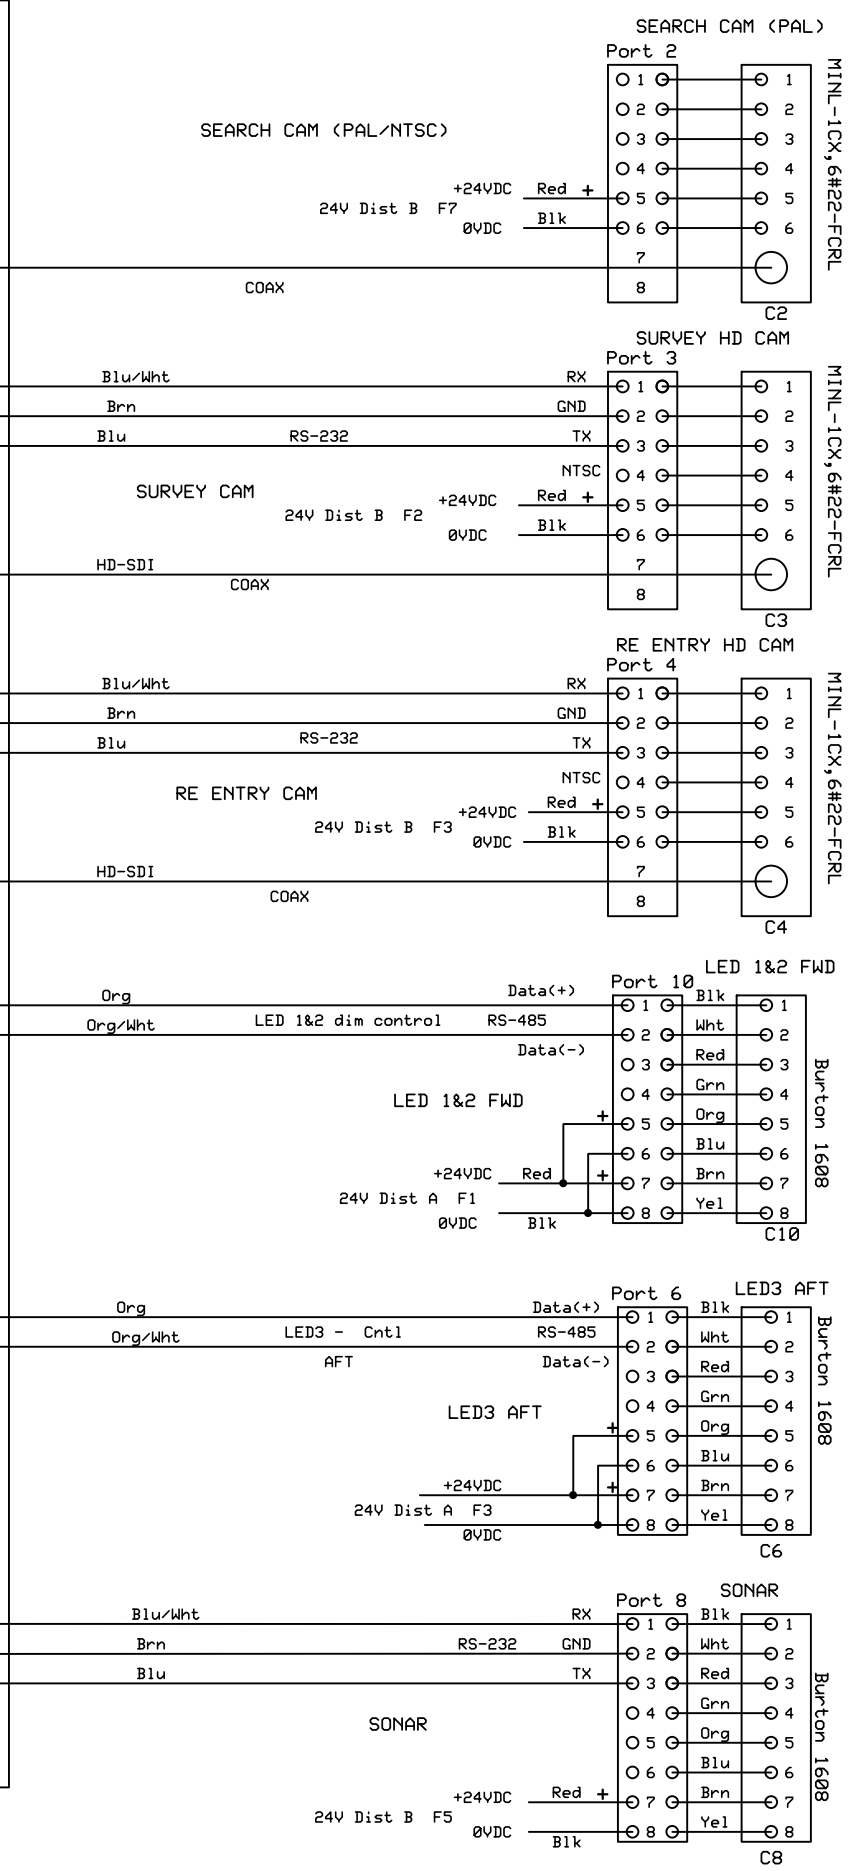 SEARCH CAM (PAL)
Port 2
1 1
2 2
SEARCH CAM (PAL/NTSC)
3 3
4 4
+24VDC Red + 5 5
24V Dist B F7
0VDC Blk 6 6
7
COAX 8
MINL-1CX,6#22-FCRL
C2
SURVEY HD CAM
Port 3
Blu/Wht RX 1 1
Brn GND 2 2
Blu RS-232 TX 3 3
NTSC 4 4
SURVEY CAM
+24VDC Red + 5 5
24V Dist B F2
0VDC Blk 6 6
HD-SDI 7
COAX 8
MINL-1CX,6#22-FCRL
C3
RE ENTRY HD CAM
Port 4
Blu/Wht RX 1 1
Brn GND 2 2
Blu RS-232 TX 3 3
NTSC 4 4
RE ENTRY CAM
+24VDC Red + 5 5
24V Dist B F3
0VDC Blk 6 6
HD-SDI 7
COAX 8
MINL-1CX,6#22-FCRL
C4
LED 1&2 FWD
Port 10
Org Data(+) 1 Blk 1
Org/Wht LED 1&2 dim control RS-485 2 Wht 2
Data(-) 3 Red 3
4 Grn 4
LED 1&2 FWD
+ 5 Org 5
6 Blu 6
+24VDC Red + 7 Brn 7
24V Dist A F1
0VDC Blk 8 Yel 8
Burton 1608
C10
LED3 AFT
Port 6
Org Data(+) 1 Blk 1
Org/Wht LED3 - Cntl RS-485 2 Wht 2
AFT Data(-) 3 Red 3
4 Grn 4
LED3 AFT
+ 5 Org 5
6 Blu 6
+24VDC + 7 Brn 7
24V Dist A F3
0VDC 8 Yel 8
Burton 1608
C6
SONAR
Port 8
Blu/Wht RX 1 Blk 1
Brn RS-232 GND 2 Wht 2
Blu TX 3 Red 3
4 Grn 4
SONAR
5 Org 5
6 Blu 6
+24VDC Red + 7 Brn 7
24V Dist B F5
0VDC Blk 8 Yel 8
Burton 1608
C8